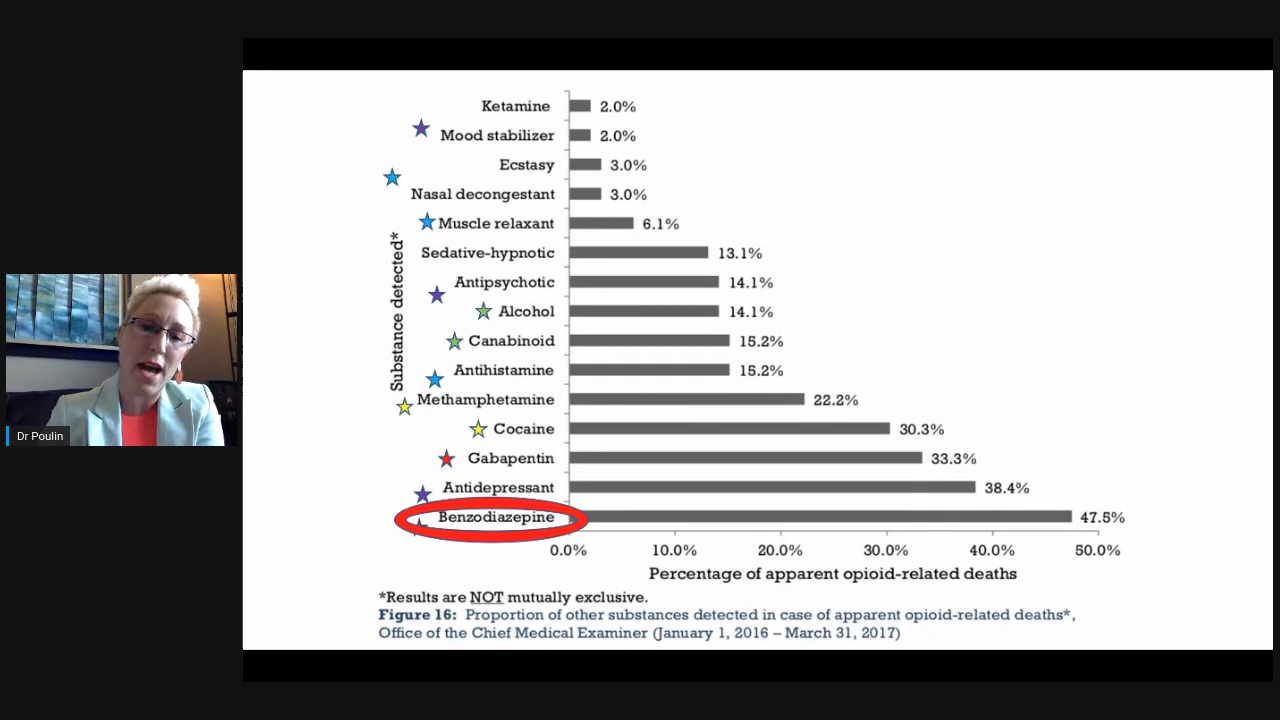 Ketamine 2.0%
Mood stabilizer 2.0%
Ecstasy 3.0%
Nasal decongestant 3.0%
Muscle relaxant 6.1%
Sedative-hypnotic 13.1%
Antipsychotic 14.1%
Alcohol 14.1%
Canabinoid 15.2%
Antihistamine 15.2%
Methamphetamine 22.2%
Cocaine 30.3%
Gabapentin 33.3%
Antidepressant 38.4%
Benzodiazepine 47.5%
Substance detected*
0.0% 10.0% 20.0% 30.0% 40.0% 50.0%
Percentage of apparent opioid-related deaths
*Results are NOT mutually exclusive.
Figure 16: Proportion of other substances detected in case of apparent opioid-related deaths*,
Office of the Chief Medical Examiner (January 1, 2016 – March 31, 2017)
Dr Poulin